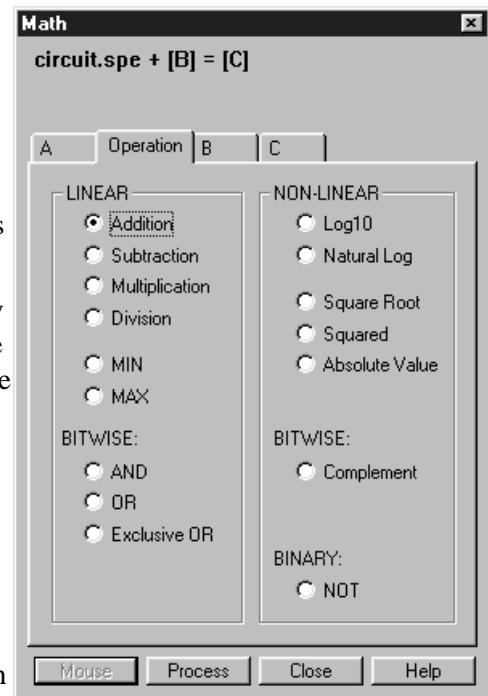 Math
circuit.spe + [B] = [C]
A Operation B C
LINEAR
Addition
Subtraction
Multiplication
Division
MIN
MAX
BITWISE:
AND
OR
Exclusive OR
NON-LINEAR
Log10
Natural Log
Square Root
Squared
Absolute Value
BITWISE:
Complement
BINARY:
NOT
Mouse Process Close Help